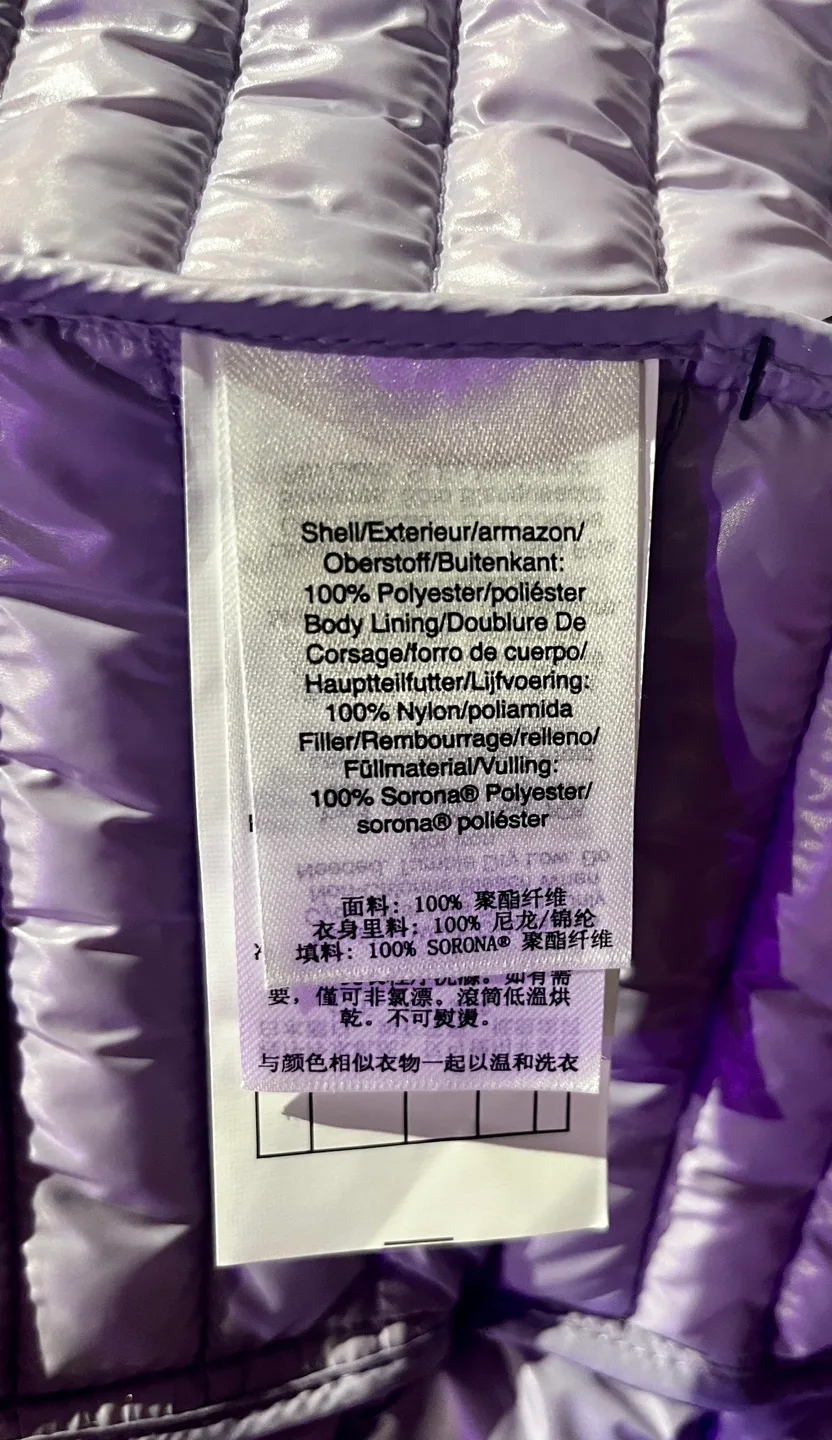 Shell/Exterieur/armazon/
Oberstoff/Buitenkant:
100% Polyester/poliéster
Body Lining/Doublure De
Corsage/forro de cuerpo/
Hauptteilfutter/Lijfvoering:
100% Nylon/poliamida
Filler/Rembourrage/relleno/
Füllmaterial/Vulling:
100% Sorona® Polyester/
sorona® poliéster
面料: 100% 聚酯纤维
衣身里料: 100% 尼龙/锦纶
填料: 100% SORONA® 聚酯纤维
如有需
要，僅可非氯漂。滾筒低溫烘
乾。不可熨燙。
与颜色相似衣物一起以温和洗衣